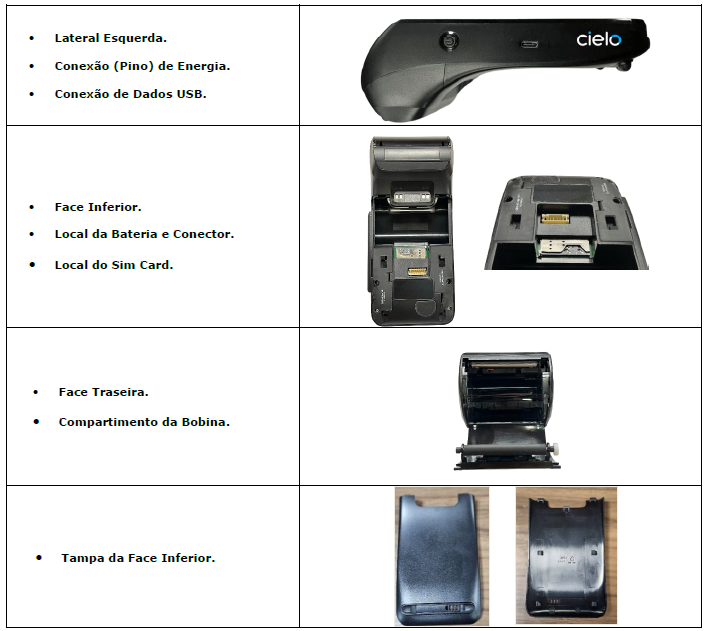 • Lateral Esquerda.
cielo
• Conexão (Pino) de Energia.
• Conexão de Dados USB.
• Face Inferior.
• Local da Bateria e Conector.
• Local do Sim Card.
• Face Traseira.
• Compartimento da Bobina.
• Tampa da Face Inferior.